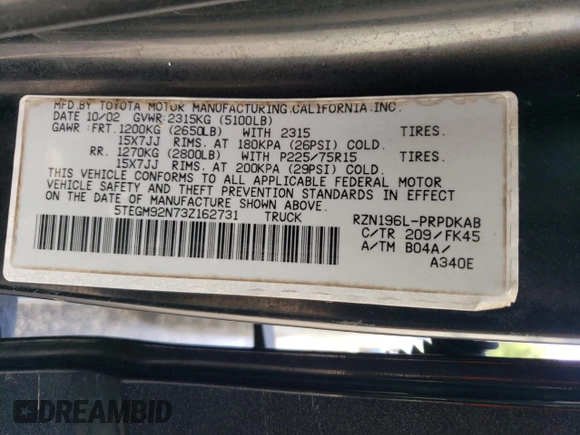 MFD.BY TOYOTA MOTOR MANUFACTURING.CALIFORNIA.INC.
DATE 10/02 GVWR:2315KG (5100LB)
GAWR: FRT.1200KG (2650LB) WITH 2315 TIRES.
15X7JJ RIMS. AT 180KPA (26PSI) COLD.
RR. 1270KG (2800LB) WITH P225/75R15 TIRES.
15X7JJ RIMS. AT 200KPA (29PSI) COLD.
THIS VEHICLE CONFORMS TO ALL APPLICABLE FEDERAL MOTOR
VEHICLE SAFETY AND THEFT PREVENTION STANDARDS IN EFFECT
ON THE DATE OF MANUFACTURE SHOWN ABOVE.
5TEGM92N73Z162731 TRUCK
RZN196L-PRPDKAB
C/TR 209/FK45
A/TM B04A/
A340E
DREAMBID